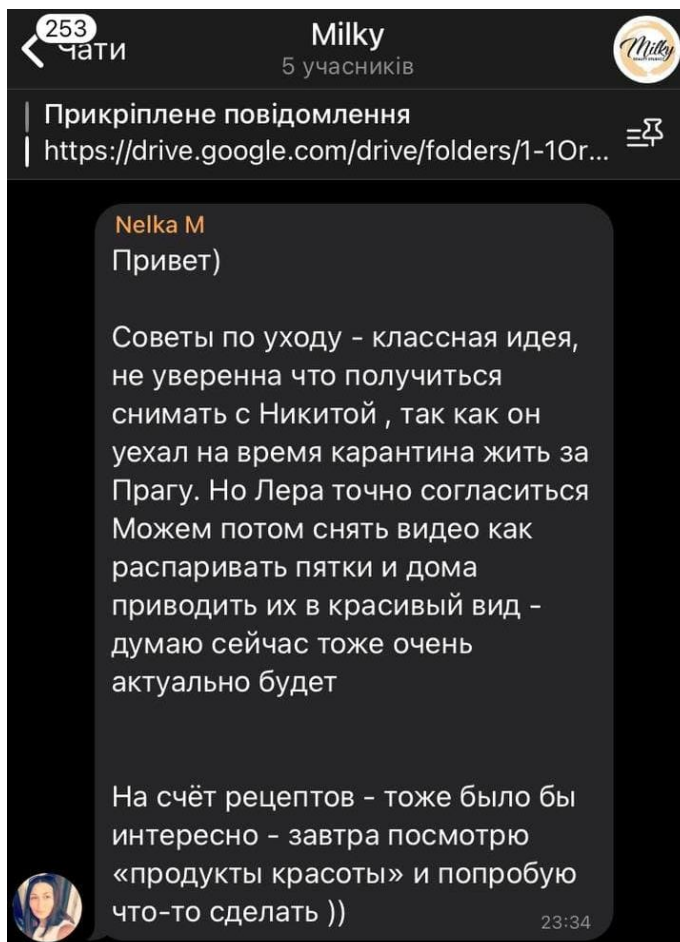 253
Чати
Milky
5 учасників
Milky
Прикріплене повідомлення
https://drive.google.com/drive/folders/1-1Or...
Nelka M
Привет)
Советы по уходу - классная идея,
не уверенна что получиться
снимать с Никитой , так как он
уехал на время карантина жить за
Прагу. Но Лера точно согласиться
Можем потом снять видео как
распаривать пятки и дома
приводить их в красивый вид -
думаю сейчас тоже очень
актуально будет
На счёт рецептов - тоже было бы
интересно - завтра посмотрю
«продукты красоты» и попробую
что-то сделать ))
23:34